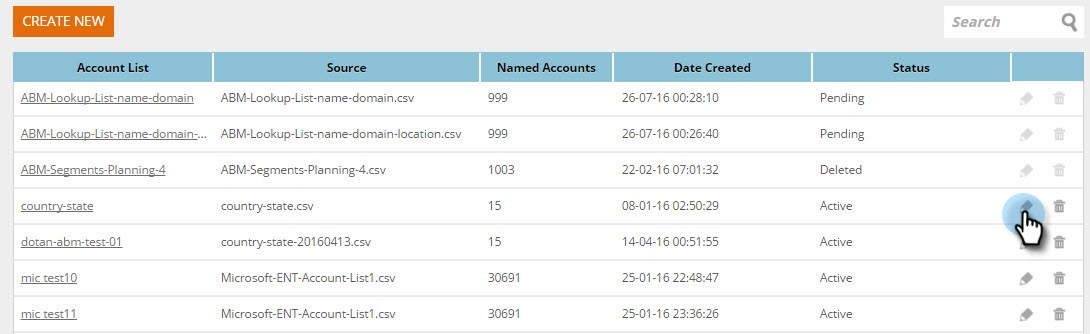 CREATE NEW
Search
Account List Source Named Accounts Date Created Status
ABM-Lookup-List-name-domain ABM-Lookup-List-name-domain.csv 999 26-07-16 00:28:10 Pending
ABM-Lookup-List-name-domain-... ABM-Lookup-List-name-domain-location.csv 999 26-07-16 00:26:40 Pending
ABM-Segments-Planning-4 ABM-Segments-Planning-4.csv 1003 22-02-16 07:01:32 Deleted
country-state country-state.csv 15 08-01-16 02:50:29 Active
dotan-abm-test-01 country-state-20160413.csv 15 14-04-16 00:51:55 Active
mic test10 Microsoft-ENT-Account-List1.csv 30691 25-01-16 22:48:47 Active
mic test11 Microsoft-ENT-Account-List1.csv 30691 25-01-16 23:36:26 Active